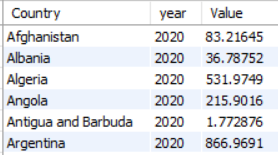 Country year Value
Afghanistan 2020 83.21645
Albania 2020 36.78752
Algeria 2020 531.9749
Angola 2020 215.9016
Antigua and Barbuda 2020 1.772876
Argentina 2020 866.9691